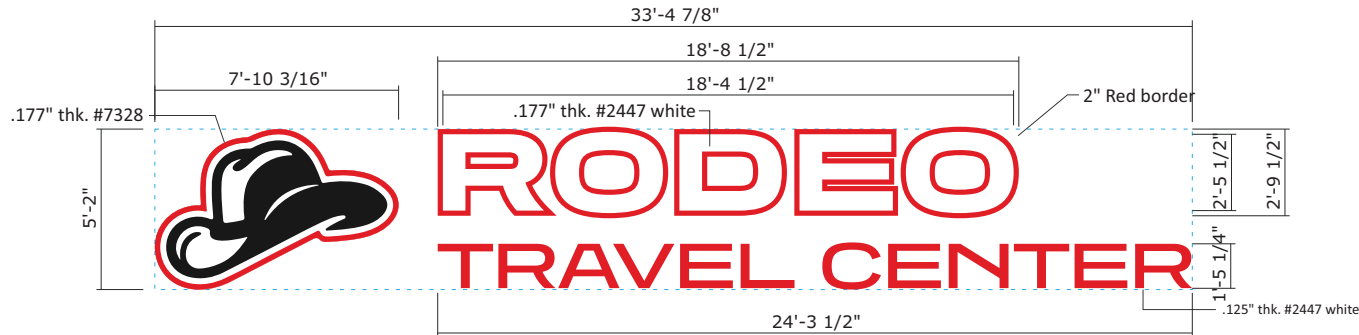 33'-4 7/8"
18'-8 1/2"
7'-10 3/16"
18'-4 1/2"
2" Red border
.177" thk. #7328
.177" thk. #2447 white
RODEO
5'-2"
2'-5 1/2"
2'-9 1/2"
TRAVEL CENTER
1'-5 1/4"
.125" thk. #2447 white
24'-3 1/2"